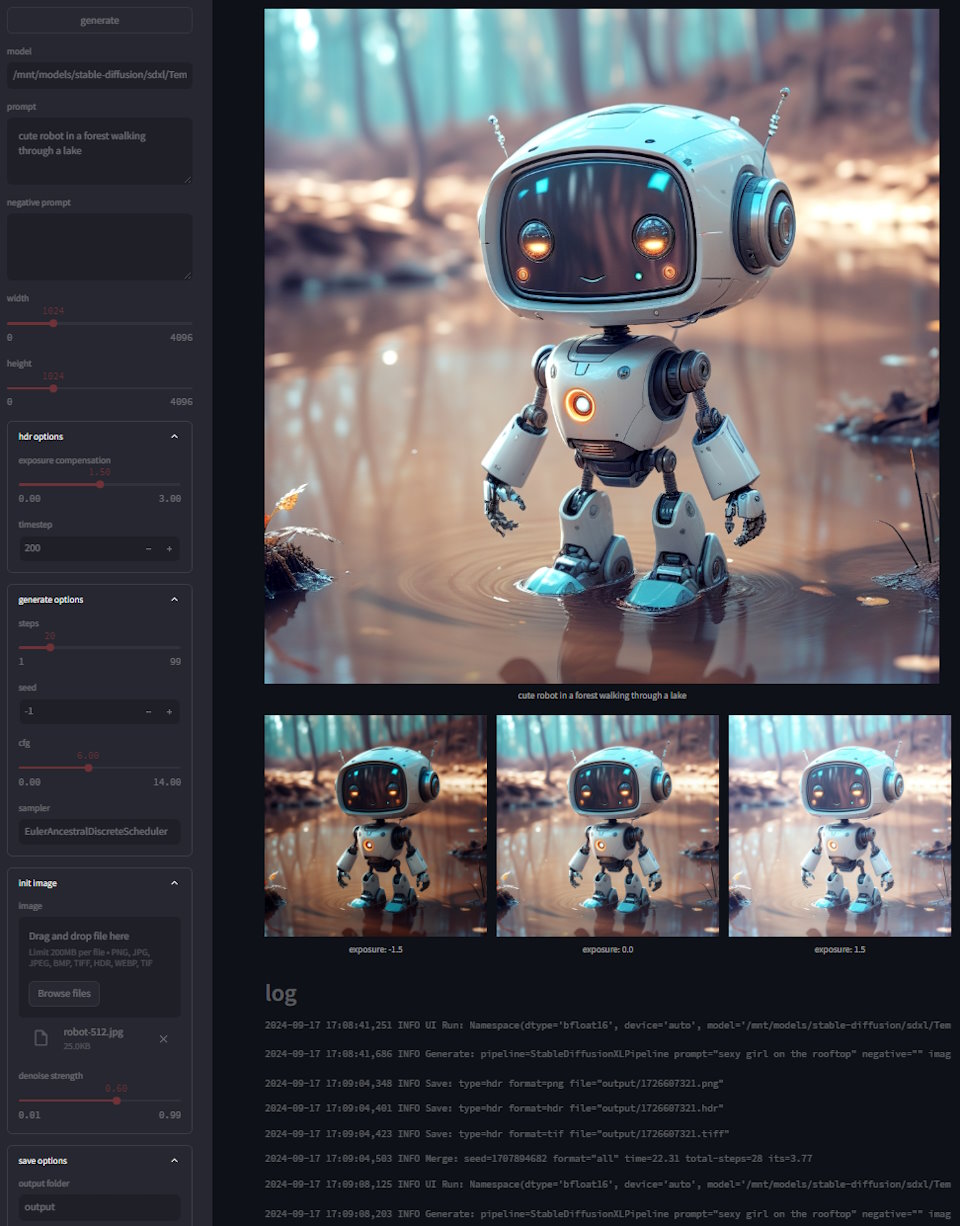 generate
model
/mnt/models/stable-diffusion/sdxl/Tem
prompt
cute robot in a forest walking
through a lake
negative prompt
width
1024
0 4096
height
1024
0 4096
hdr options
exposure compensation
1.50
0.00 3.00
timestep
200 - +
generate options
steps
20
1 99
seed
-1 - +
cfg
6.00
0.00 14.00
sampler
EulerAncestralDiscreteScheduler
init image
image
Drag and drop file here
Limit 200MB per file • PNG, JPG,
JPEG, BMP, TIFF, HDR, WEBP, TIF
Browse files
robot-512.jpg
25.0KB
denoise strength
0.60
0.01 0.99
save options
output folder
output
cute robot in a forest walking through a lake
exposure: -1.5 exposure: 0.0 exposure: 1.5
log
2024-09-17 17:08:41,251 INFO UI Run: Namespace(dtype='bfloat16', device='auto', model='/mnt/models/stable-diffusion/sdxl/Tem
2024-09-17 17:08:41,686 INFO Generate: pipeline=StableDiffusionXLPipeline prompt="sexy girl on the rooftop" negative="" imag
2024-09-17 17:09:04,348 INFO Save: type=hdr format=png file="output/1726607321.png"
2024-09-17 17:09:04,401 INFO Save: type=hdr format=hdr file="output/1726607321.hdr"
2024-09-17 17:09:04,423 INFO Save: type=hdr format=tif file="output/1726607321.tiff"
2024-09-17 17:09:04,503 INFO Merge: seed=1707894682 format="all" time=22.31 total-steps=28 its=3.77
2024-09-17 17:09:08,125 INFO UI Run: Namespace(dtype='bfloat16', device='auto', model='/mnt/models/stable-diffusion/sdxl/Tem
2024-09-17 17:09:08,203 INFO Generate: pipeline=StableDiffusionXLPipeline prompt="sexy girl on the rooftop" negative="" imag